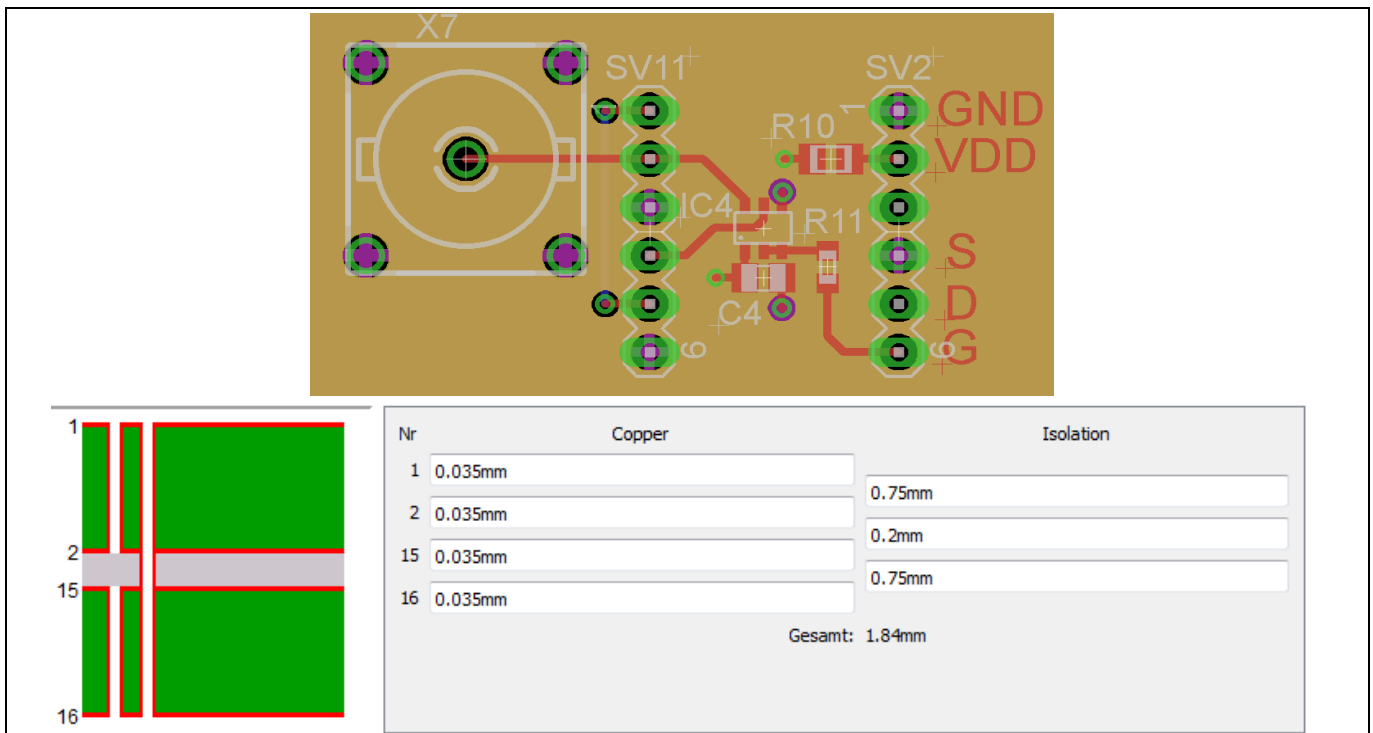 X7
SV11
SV2
1
1
GND
R10
VDD
IC4
R11
S
C4
D
6
6
G
1
2
15
16
Nr Copper Isolation
1 0.035mm
0.75mm
2 0.035mm
0.2mm
15 0.035mm
0.75mm
16 0.035mm
Gesamt: 1.84mm